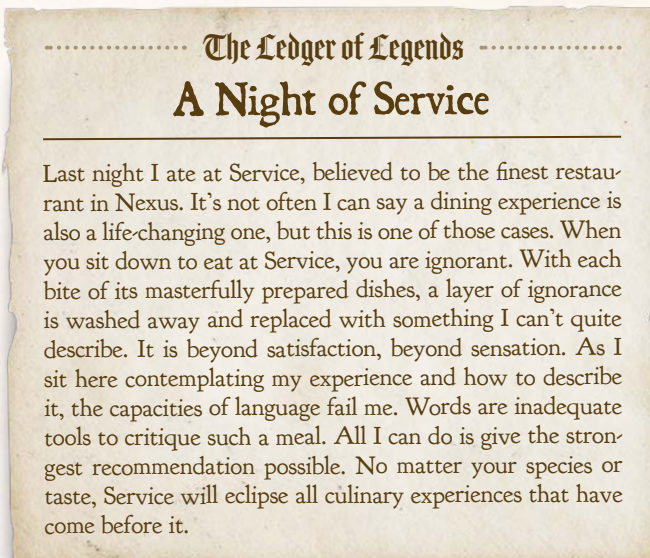 The Ledger of Legends
A Night of Service
Last night I ate at Service, believed to be the finest restau-
rant in Nexus. It's not often I can say a dining experience is
also a life-changing one, but this is one of those cases. When
you sit down to eat at Service, you are ignorant. With each
bite of its masterfully prepared dishes, a layer of ignorance
is washed away and replaced with something I can't quite
describe. It is beyond satisfaction, beyond sensation. As I
sit here contemplating my experience and how to describe
it, the capacities of language fail me. Words are inadequate
tools to critique such a meal. All I can do is give the stron-
gest recommendation possible. No matter your species or
taste, Service will eclipse all culinary experiences that have
come before it.